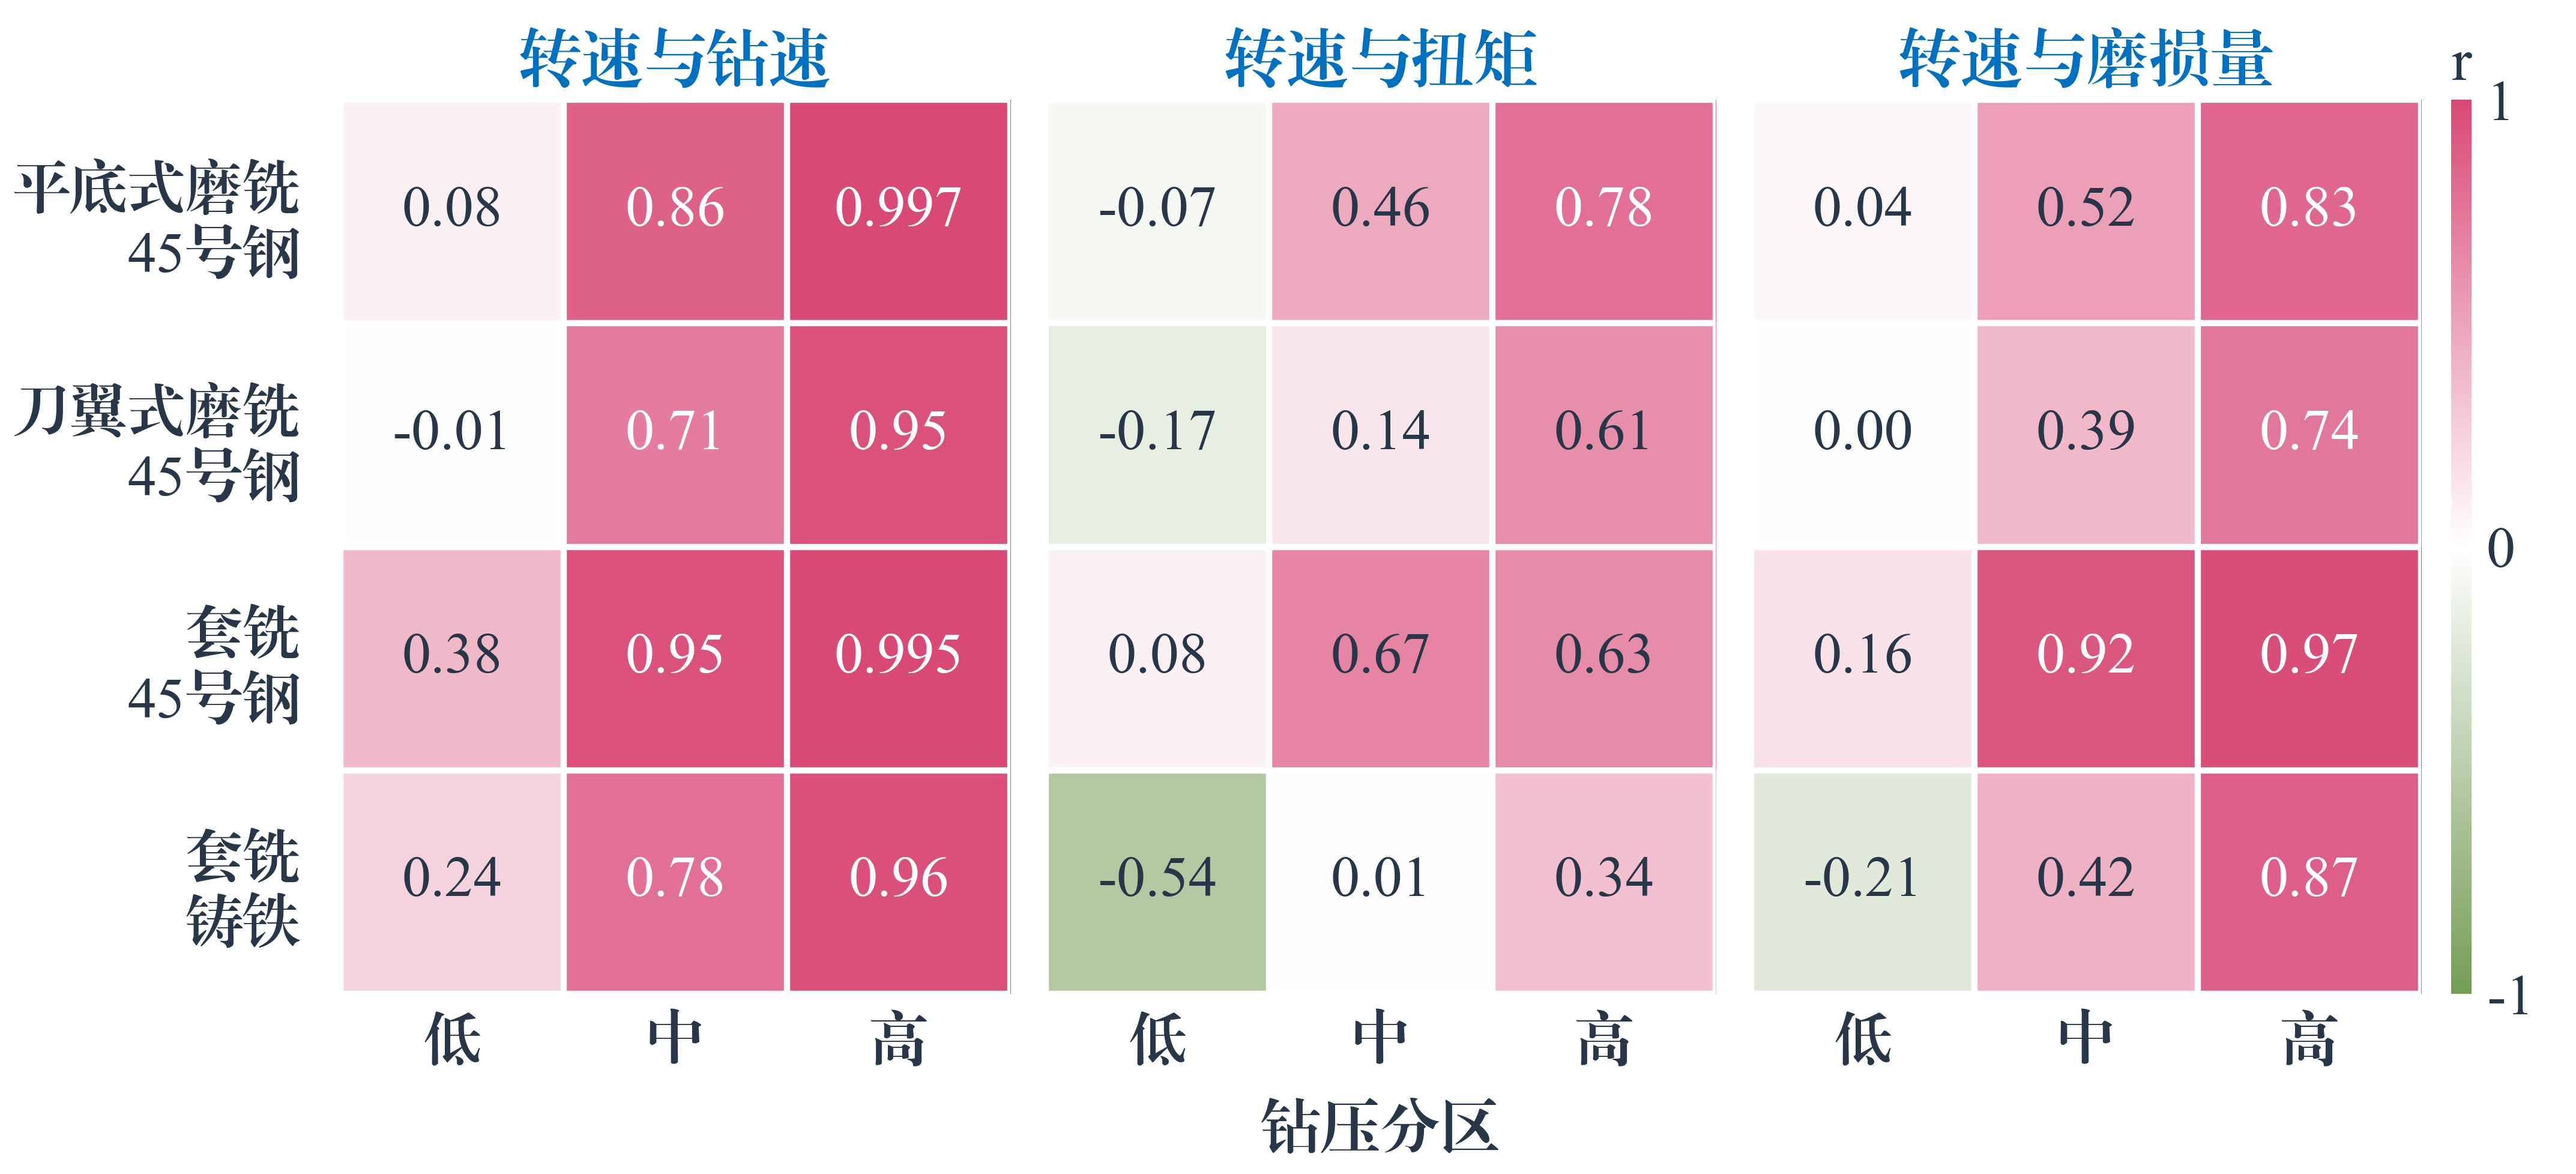 转速与钻速 转速与扭矩 转速与磨损量 r
1
平底式磨铣
45号钢
0.08 0.86 0.997 -0.07 0.46 0.78 0.04 0.52 0.83
刀翼式磨铣
45号钢
-0.01 0.71 0.95 -0.17 0.14 0.61 0.00 0.39 0.74
0
套铣
45号钢
0.38 0.95 0.995 0.08 0.67 0.63 0.16 0.92 0.97
套铣
铸铁
0.24 0.78 0.96 -0.54 0.01 0.34 -0.21 0.42 0.87
-1
低 中 高 低 中 高 低 中 高
钻压分区